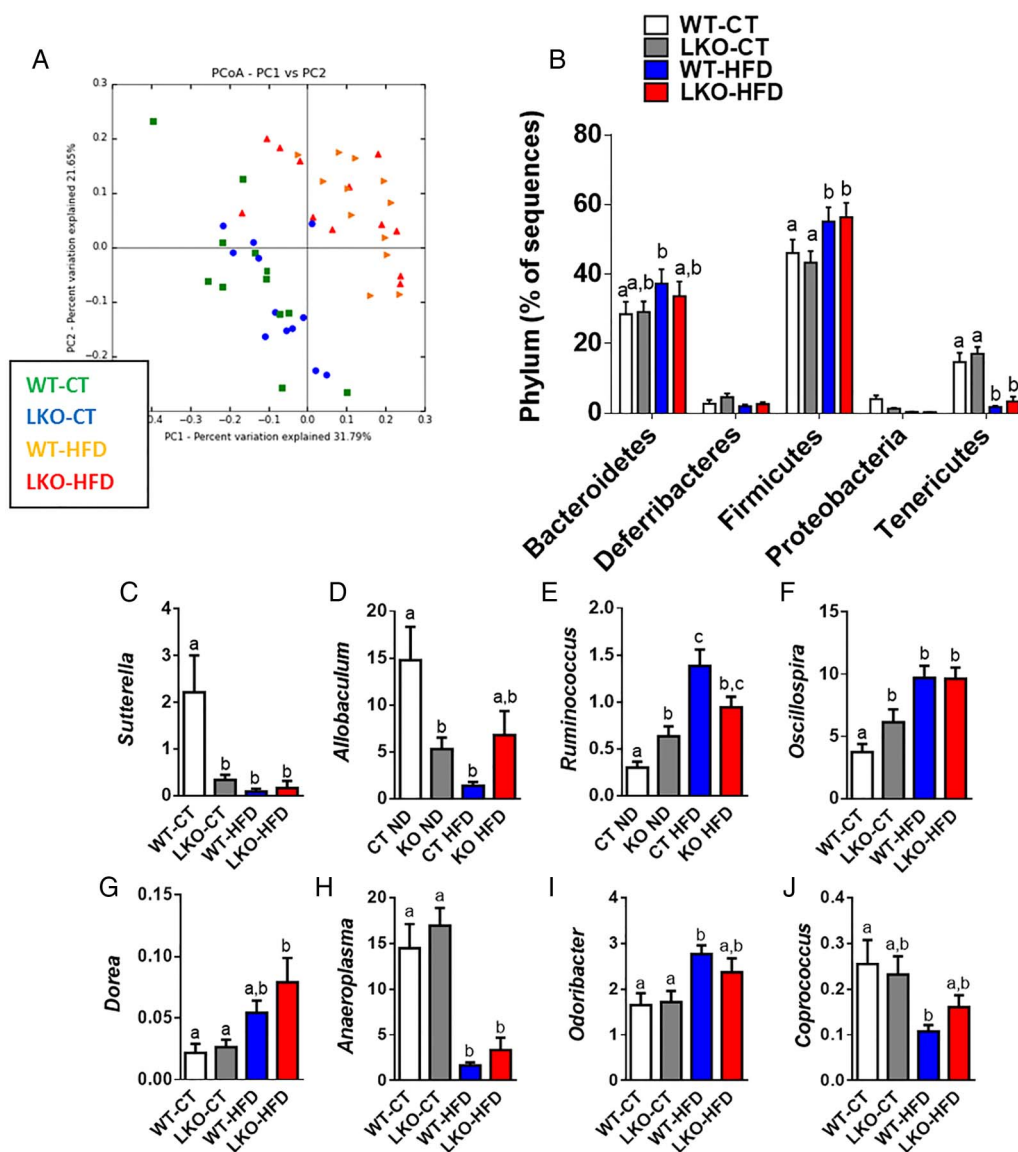 WT-CT
LKO-CT
WT-HFD
LKO-HFD
A
PCoA - PC1 vs PC2
0.3
0.2
0.1
0.0
−0.1
−0.2
0.4
−0.3
−0.2
−0.1
0.0
0.1
0.2
0.3
PC2 - Percent variation explained 21.65%
PC1 - Percent variation explained 31.79%
WT-CT
LKO-CT
WT-HFD
LKO-HFD
B
Phylum (% of sequences)
80
60
40
20
0
a a,b b a,b
a a b b
a a b b
Bacteroidetes
Deferribacteres
Firmicutes
Proteobacteria
Tenericutes
C
Sutterella
4
3
2
1
0
a b b b
WT-CT
LKO-CT
WT-HFD
LKO-HFD
D
Allobaculum
20
15
10
5
0
a b b a,b
CT ND
KO ND
CT HFD
KO HFD
E
Ruminococcus
2.0
1.5
1.0
0.5
0.0
a b c b,c
CT ND
KO ND
CT HFD
KO HFD
F
Oscillospira
15
10
5
0
a b b b
WT-CT
LKO-CT
WT-HFD
LKO-HFD
G
Dorea
0.15
0.10
0.05
0.00
a a a,b b
WT-CT
LKO-CT
WT-HFD
LKO-HFD
H
Anaeroplasma
20
15
10
5
0
a a b b
WT-CT
LKO-CT
WT-HFD
LKO-HFD
I
Odoribacter
4
3
2
1
0
a a b a,b
WT-CT
LKO-CT
WT-HFD
LKO-HFD
J
Coprococcus
0.4
0.3
0.2
0.1
0.0
a a,b b a,b
WT-CT
LKO-CT
WT-HFD
LKO-HFD